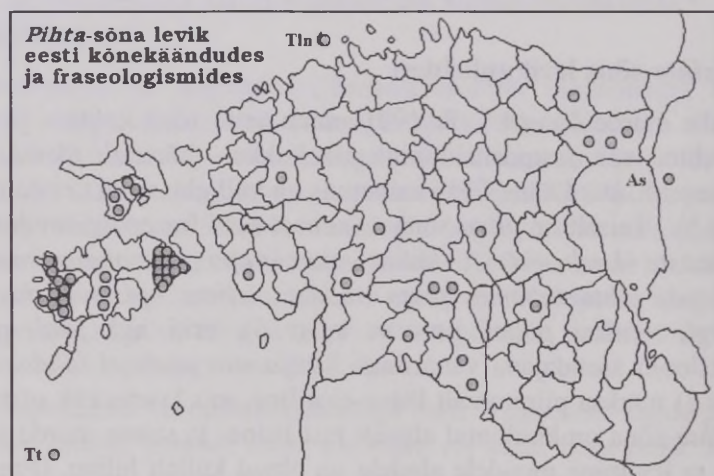 Pihta-sõna levik
eesti kõnekäändudes
ja fraseologismides
Tln
As
Tt